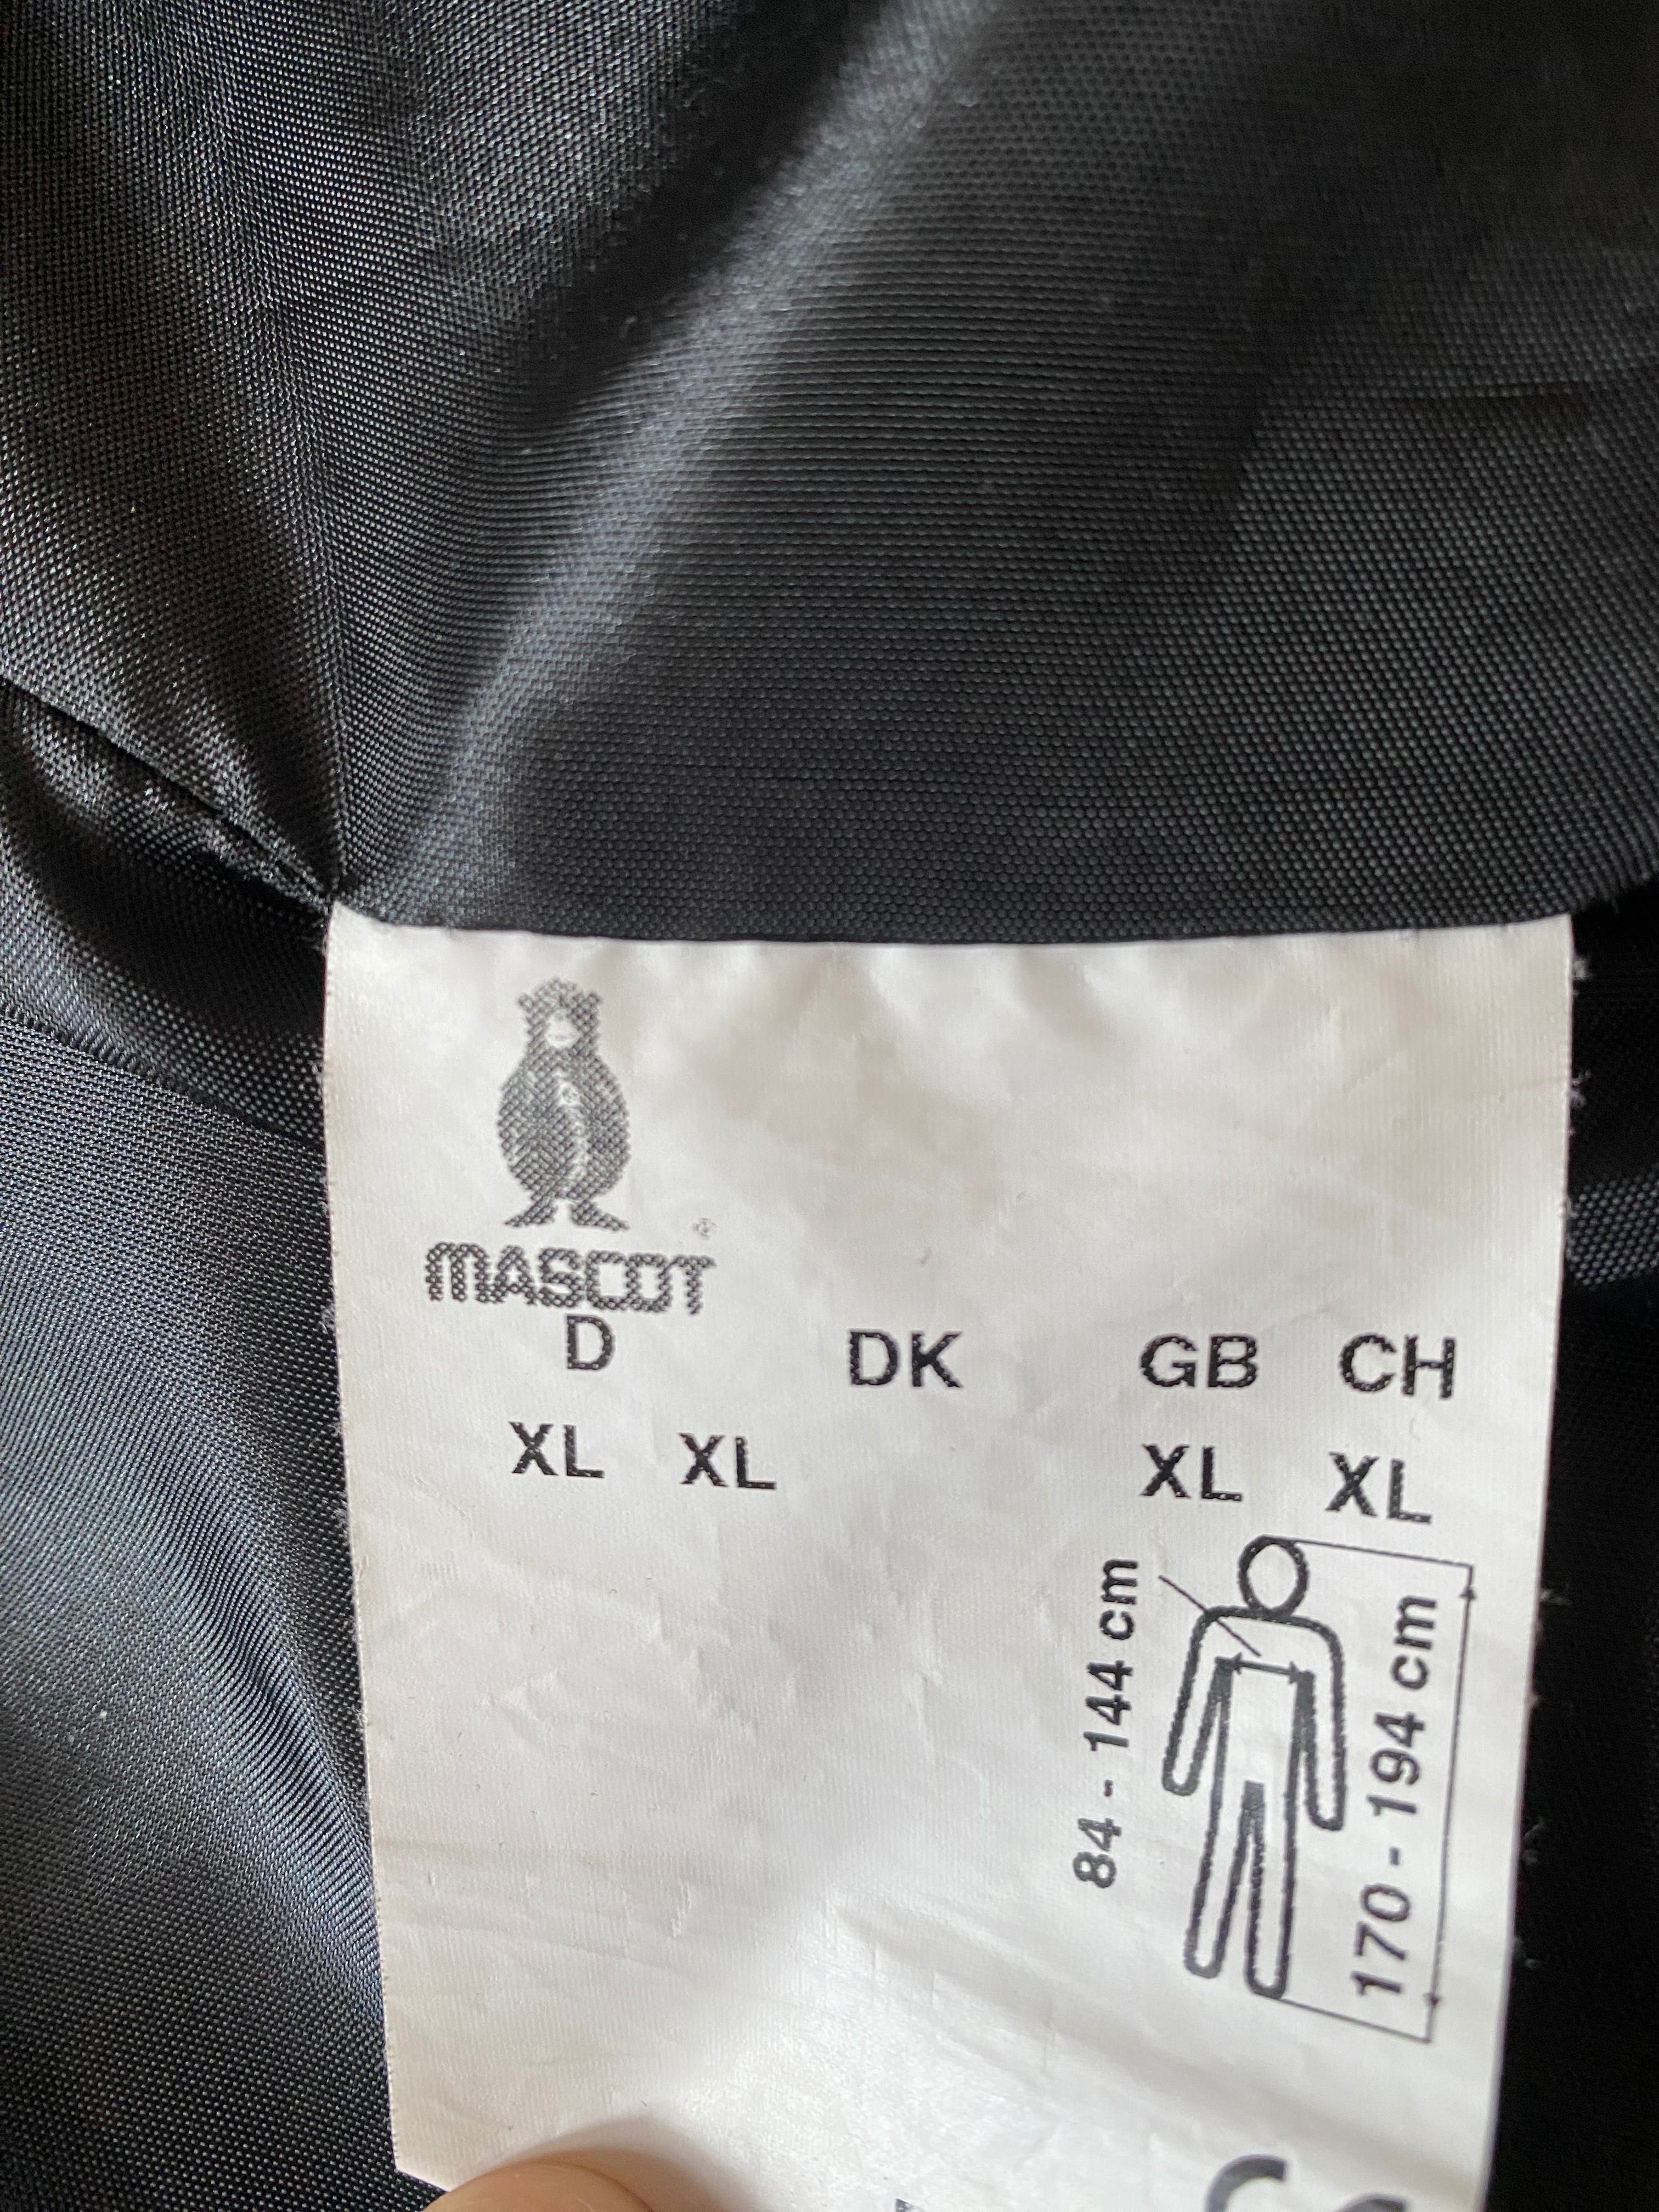 MASCOT ®
D DK GB CH
XL XL XL XL
84 - 144 cm
170 - 194 cm